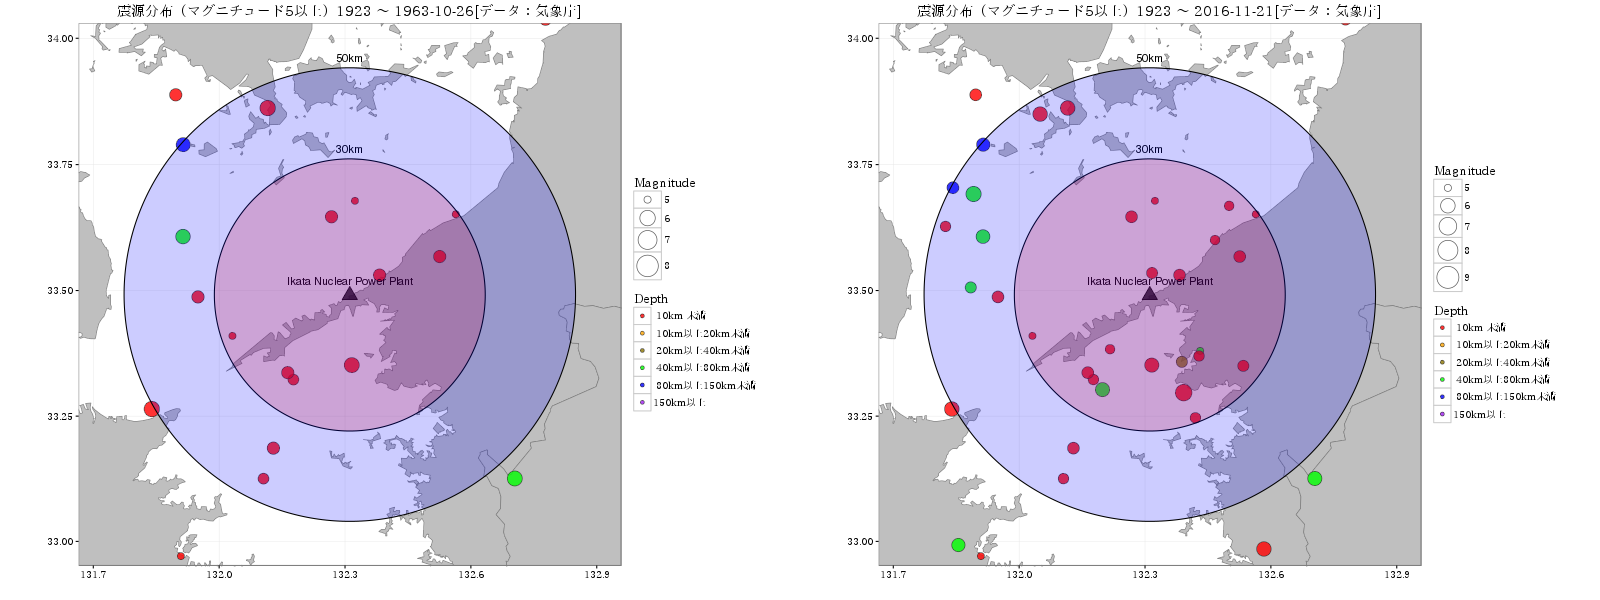 震源分布（マグニチュード5以上）1923 〜 1963-10-26[データ：気象庁]
34.00
33.75
33.50
33.25
33.00
131.7
132.0
132.3
132.6
132.9
50km
30km
Ikata Nuclear Power Plant
Magnitude
5
6
7
8
Depth
10km 未満
10km以上20km未満
20km以上40km未満
40km以上80km未満
80km以上150km未満
150km以上
震源分布（マグニチュード5以上）1923 〜 2016-11-21[データ：気象庁]
34.00
33.75
33.50
33.25
33.00
131.7
132.0
132.3
132.6
132.9
50km
30km
Ikata Nuclear Power Plant
Magnitude
5
6
7
8
9
Depth
10km 未満
10km以上20km未満
20km以上40km未満
40km以上80km未満
80km以上150km未満
150km以上